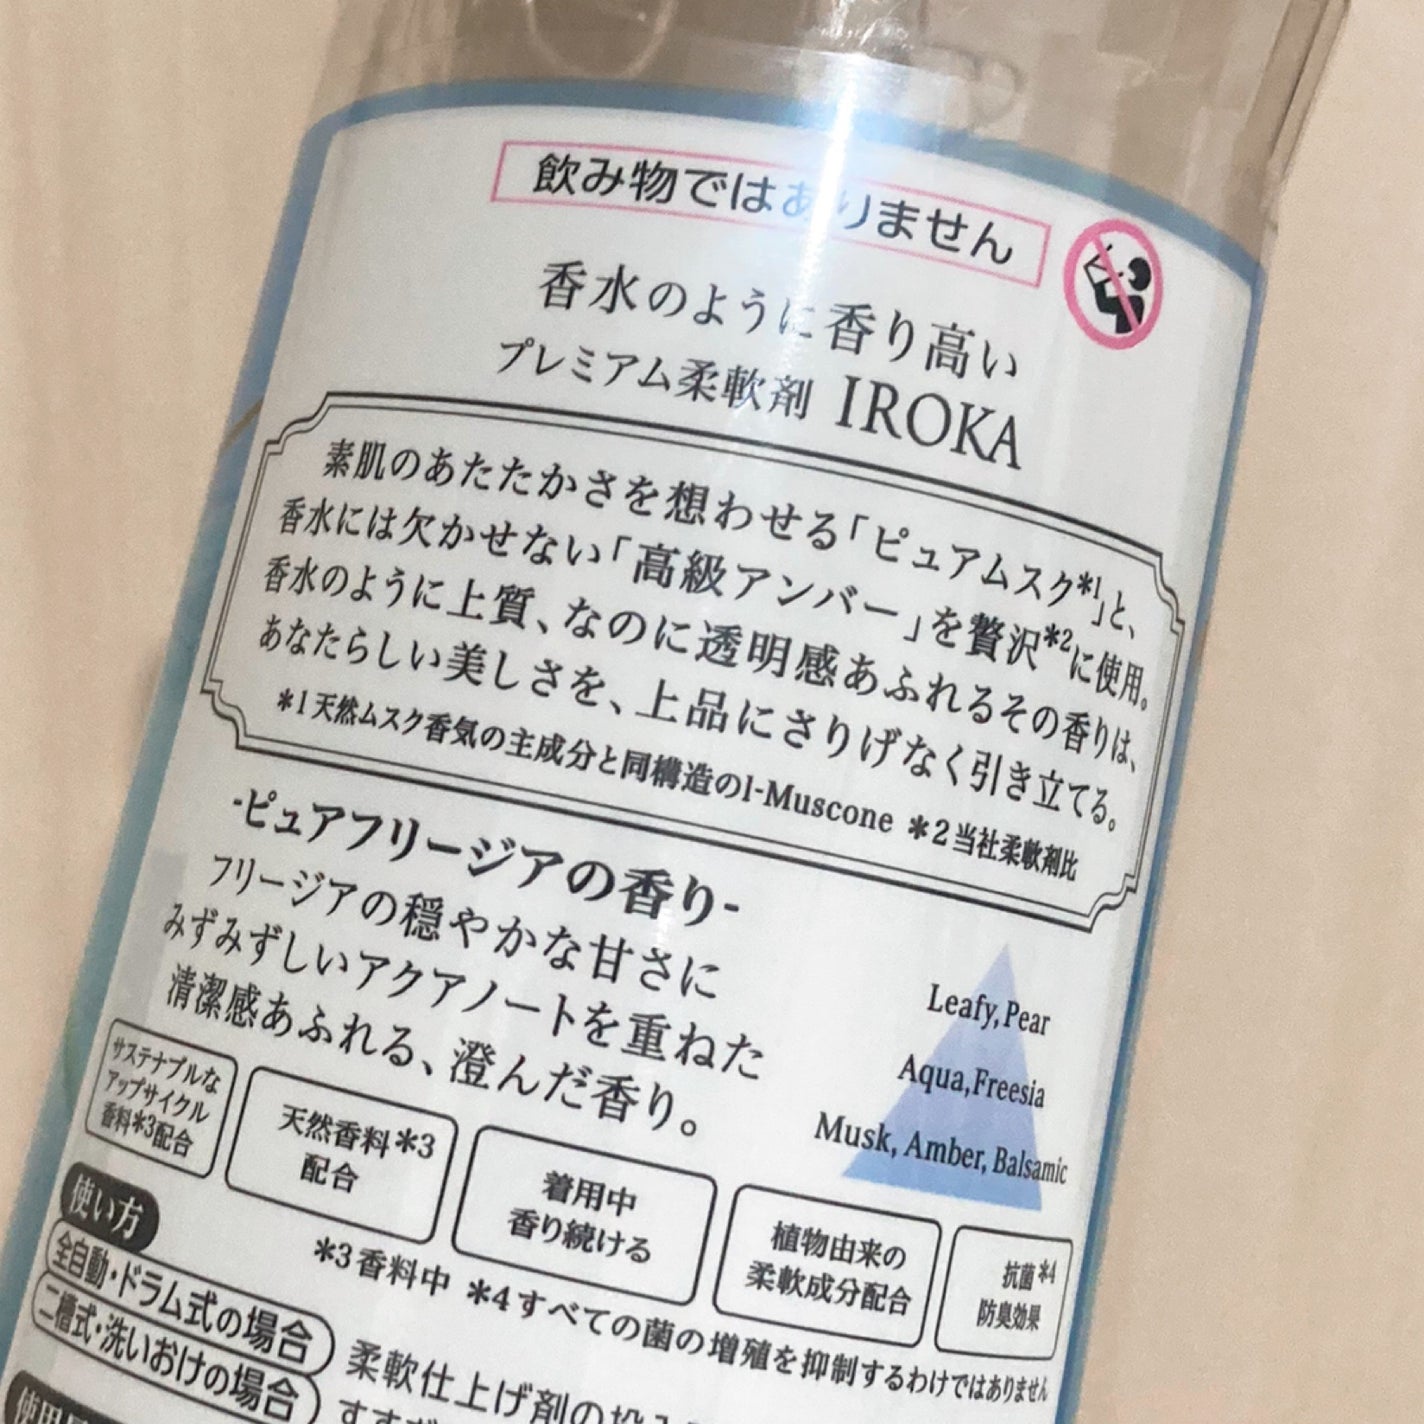 飲み物ではありません
香水のように香り高い
プレミアム柔軟剤 IROKA
素肌のあたたかさを想わせる「ピュアムスク*1」と、
香水には欠かせない「高級アンバー」を贅沢*2に使用。
香水のように上質、なのに透明感あふれるその香りは、
あなたらしい美しさを、上品にさりげなく引き立てる。
*1 天然ムスク香気の主成分と同構造のl-Muscone *2 当社柔軟剤比
-ピュアフリージアの香り-
フリージアの穏やかな甘さに
みずみずしいアクアノートを重ねた
清潔感あふれる、澄んだ香り。
Leafy,Pear
Aqua,Freesia
Musk, Amber, Balsamic
サステナブルな
アップサイクル
香料*3配合
天然香料*3
配合
着用中
香り続ける
植物由来の
柔軟成分配合
抗菌*4
防臭効果
*3 香料中 *4 すべての菌の増殖を抑制するわけではありません
使い方
全自動・ドラム式の場合
二槽式・洗いおけの場合
柔軟仕上げ剤の投入
すすぎ
使用